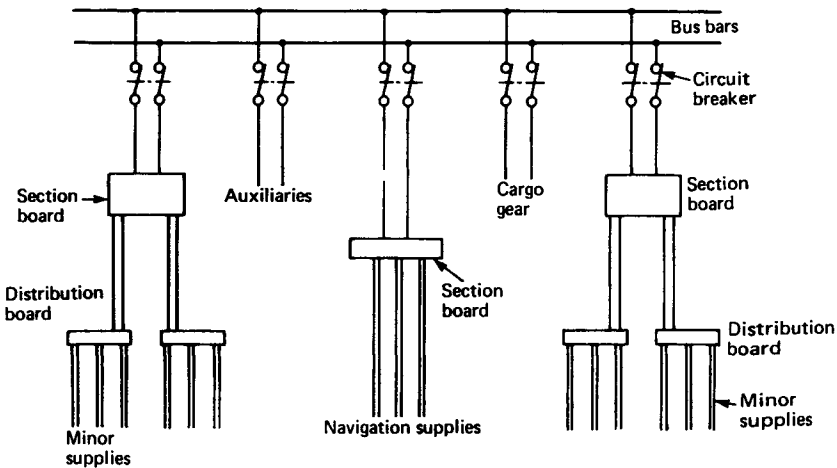 Bus bars
Circuit
breaker
Section
board
Auxiliaries
Cargo
gear
Section
board
Section
board
Distribution
board
Distribution
board
Minor
supplies
Navigation supplies
Minor
supplies